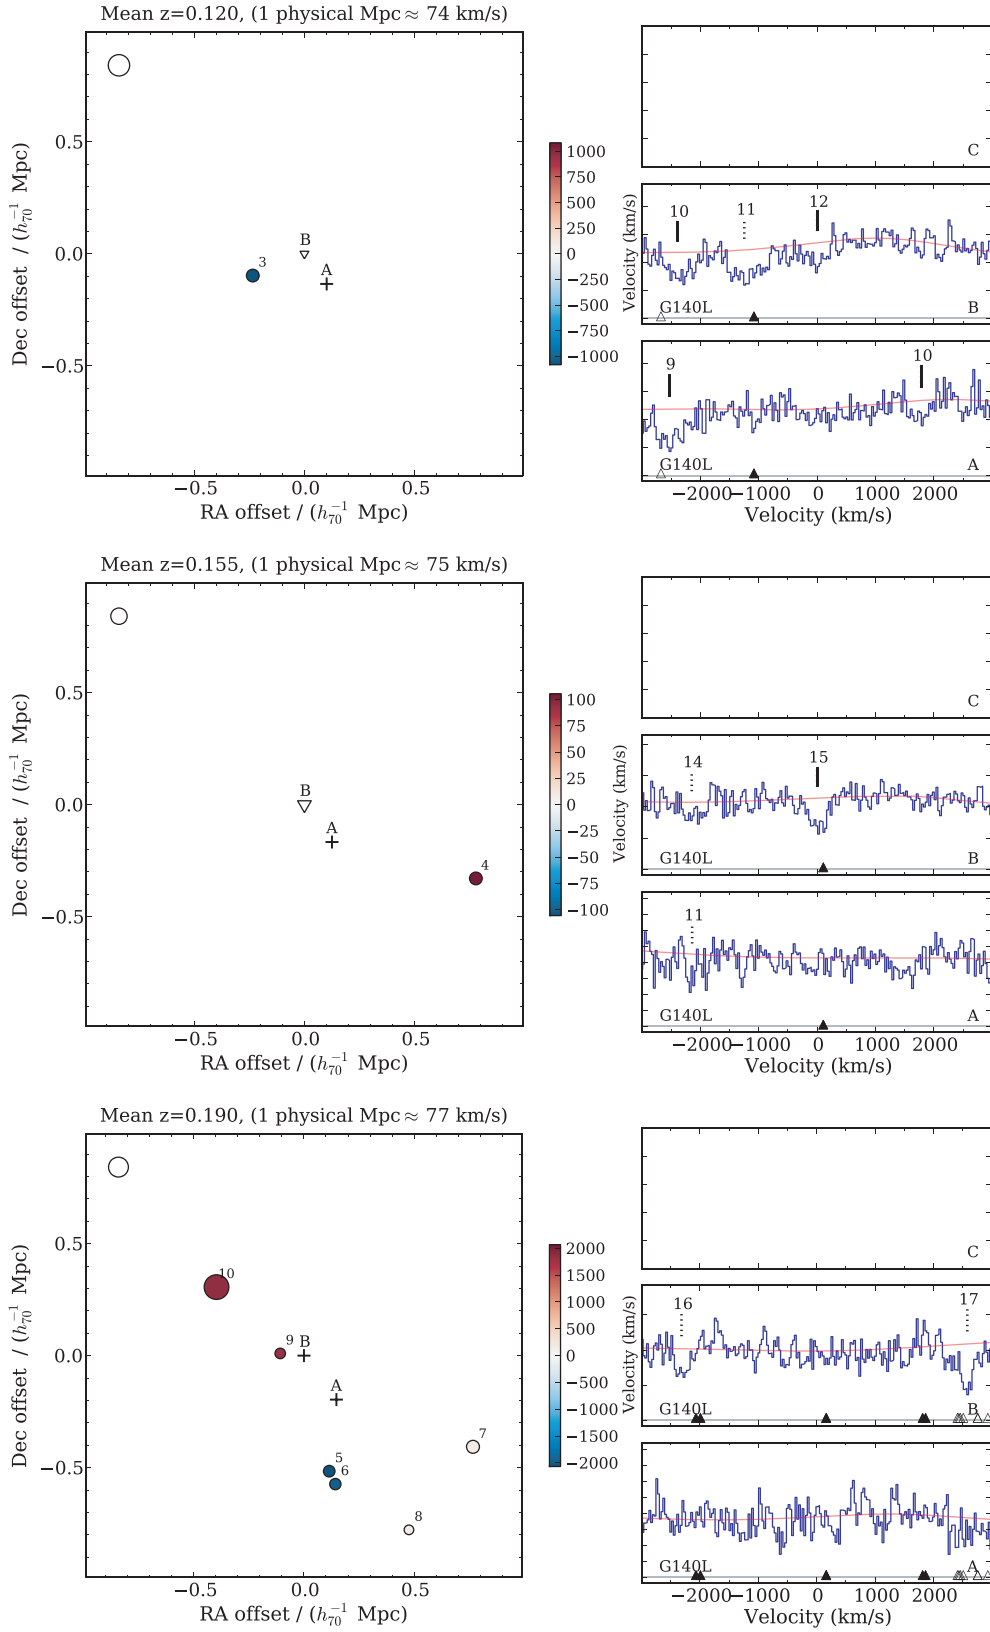 Mean z=0.120, (1 physical Mpc ≈ 74 km/s)
Dec offset / (h₇₀⁻¹ Mpc)
0.5
0.0
−0.5
B
A
3
−0.5 0.0 0.5
RA offset / (h₇₀⁻¹ Mpc)
1000
750
500
250
0
−250
−500
−750
−1000
Velocity (km/s)
C
10 11 12
G140L B
9 10
G140L A
−2000 −1000 0 1000 2000
Velocity (km/s)
Mean z=0.155, (1 physical Mpc ≈ 75 km/s)
Dec offset / (h₇₀⁻¹ Mpc)
0.5
0.0
−0.5
B
A
4
−0.5 0.0 0.5
RA offset / (h₇₀⁻¹ Mpc)
100
75
50
25
0
−25
−50
−75
−100
Velocity (km/s)
C
14 15
G140L B
11
G140L A
−2000 −1000 0 1000 2000
Velocity (km/s)
Mean z=0.190, (1 physical Mpc ≈ 77 km/s)
Dec offset / (h₇₀⁻¹ Mpc)
0.5
0.0
−0.5
10
9 B
A
7
5
6
8
−0.5 0.0 0.5
RA offset / (h₇₀⁻¹ Mpc)
2000
1500
1000
500
0
−500
−1000
−1500
−2000
Velocity (km/s)
C
16 17
G140L B
G140L A
−2000 −1000 0 1000 2000
Velocity (km/s)